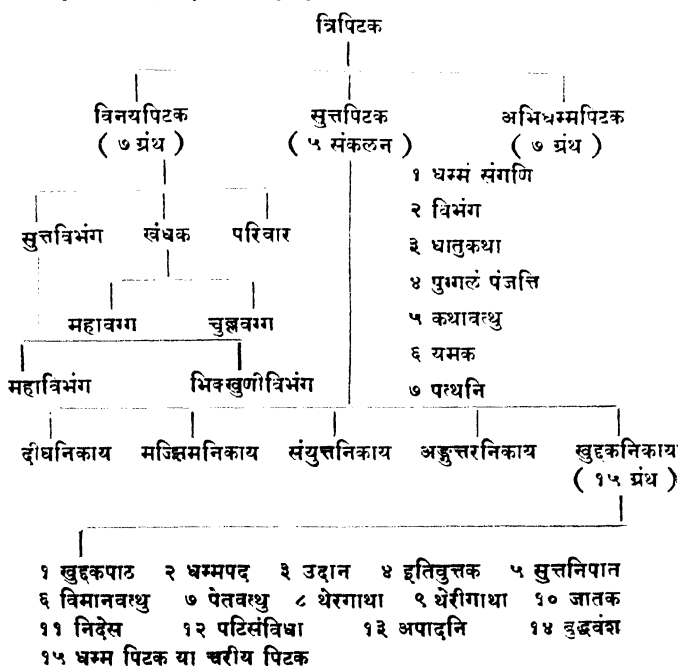 त्रिपिटक
विनयपिटक सुत्तपिटक अभिधम्मपिटक
( ७ ग्रंथ ) ( ५ संकलन ) ( ७ ग्रंथ )
१ धम्मं संगणि
२ विभंग
सुत्तविभंग खंधक परिवार
३ धातुकथा
४ पुग्गलं पंजत्ति
महावग्ग चुल्लवग्ग
५ कथावत्थु
६ यमक
महाविभंग भिक्खुणीविभंग
७ पत्थनि
दीघनिकाय मज्झिमनिकाय संयुत्तनिकाय अङ्गुत्तरनिकाय खुद्दकनिकाय
( १५ ग्रंथ )
१ खुद्दकपाठ २ धम्मपद ३ उदान ४ इतिवुत्तक ५ सुत्तनिपात
६ विमानवत्थु ७ पेतवत्थु ८ थेरगाथा ९ थेरीगाथा १० जातक
११ निदेस १२ पटिसंविधा १३ अपादनि १४ बुद्धवंश
१५ धम्म पिटक या चरीय पिटक